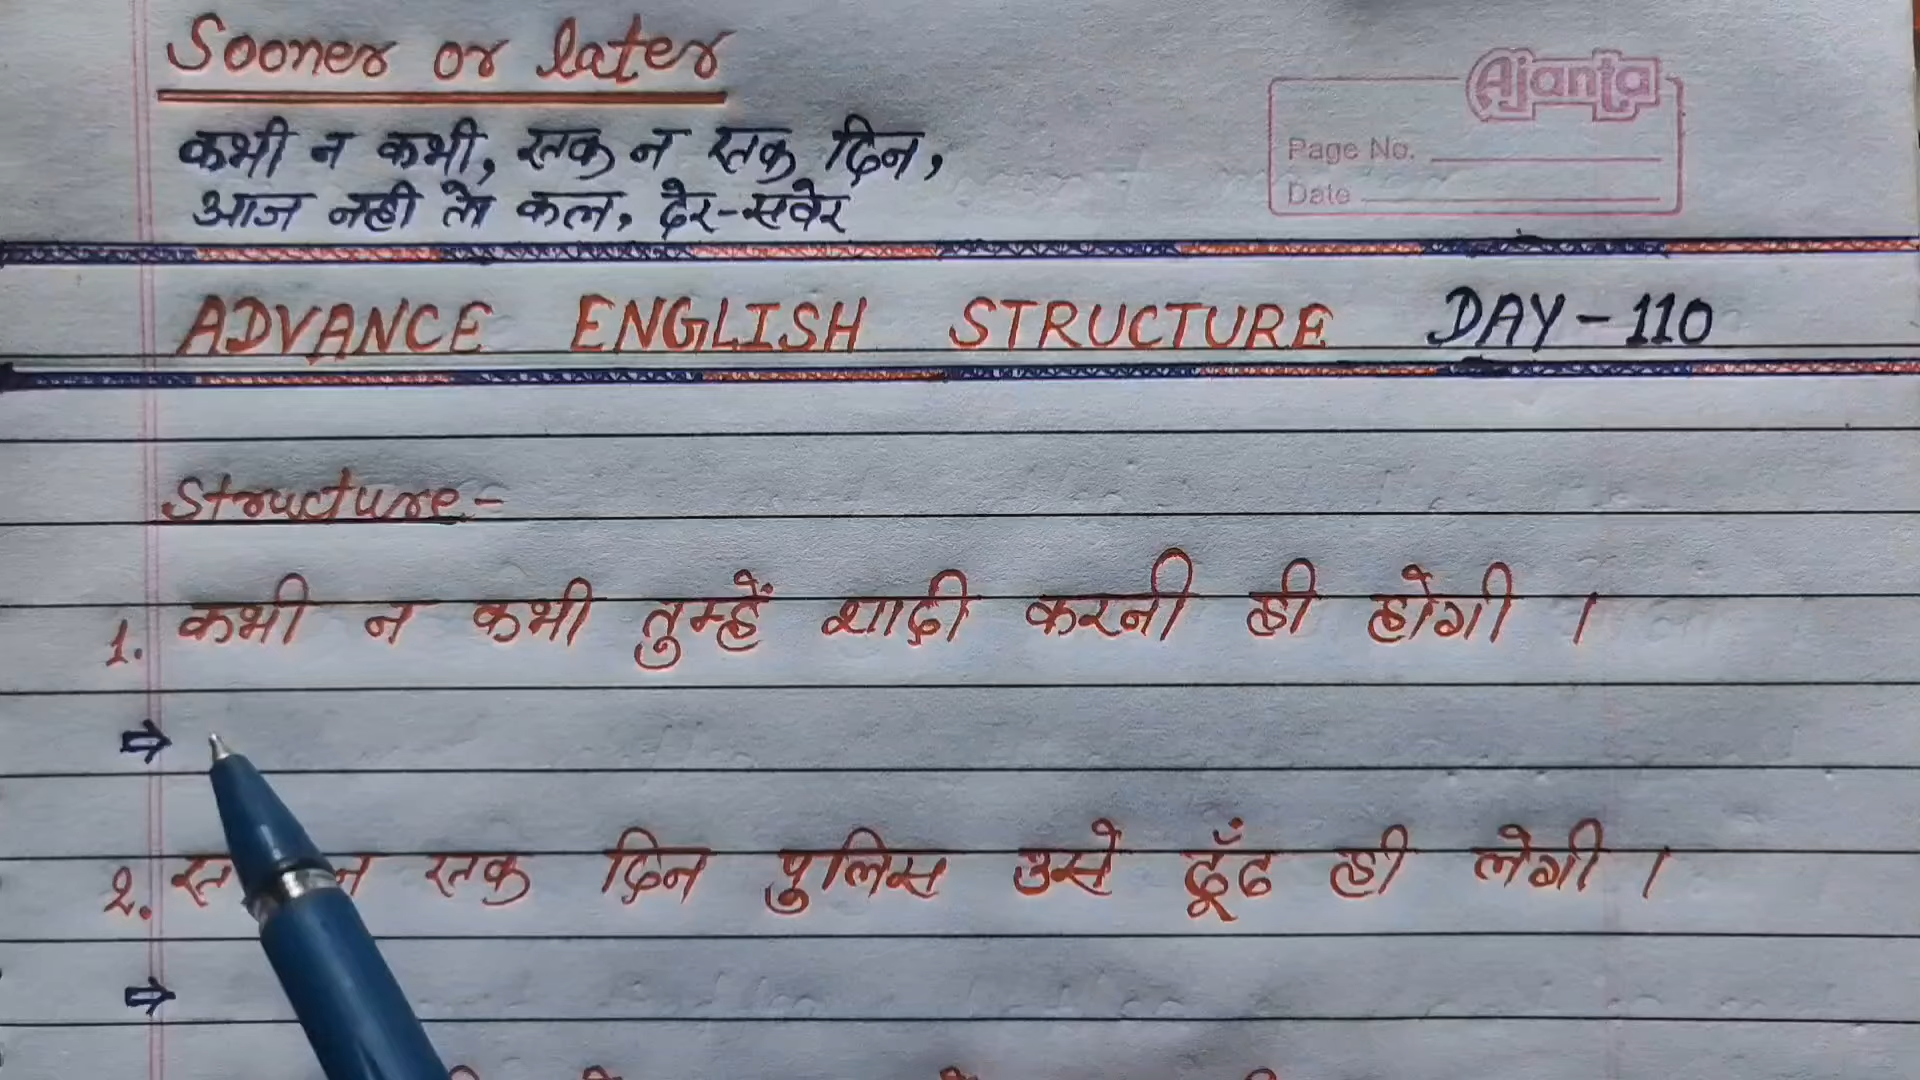 Sooner or later
Ajanta
Page No.
Date
कभी न कभी, एक न एक दिन,
आज नही तो कल, देर-सवेर
ADVANCE ENGLISH STRUCTURE DAY-110
Structure-
1. कभी न कभी तुम्हें शादी करनी ही होगी ।
⇒
2. न एक दिन पुलिस उसे ढूँढ ही लेगी ।
⇒